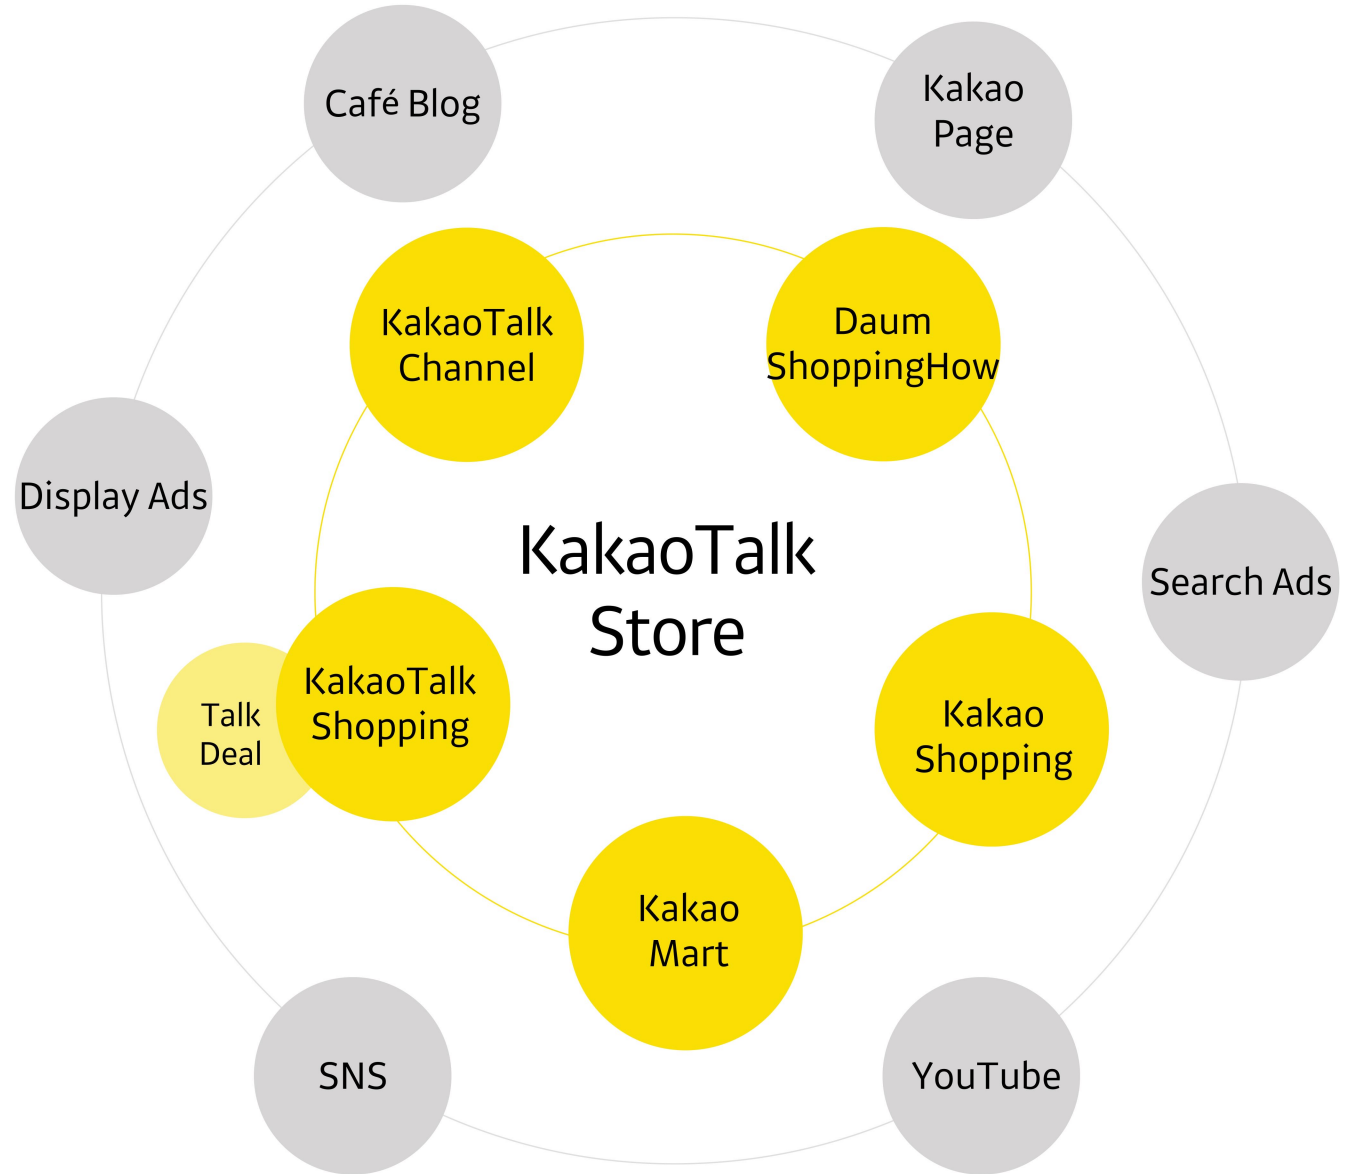 Café Blog
Kakao
Page
KakaoTalk
Channel
Daum
ShoppingHow
Display Ads
KakaoTalk
Store
Search Ads
KakaoTalk
Shopping
Talk
Deal
Kakao
Shopping
Kakao
Mart
SNS
YouTube